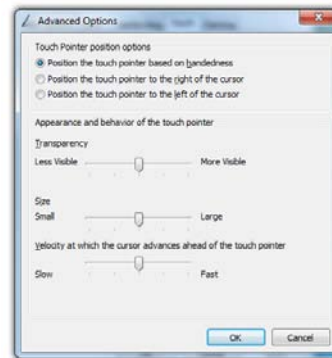 Advanced Options
Touch Pointer position options
Position the touch pointer based on handedness
Position the touch pointer to the right of the cursor
Position the touch pointer to the left of the cursor
Appearance and behavior of the touch pointer
Transparency
Less Visible More Visible
Size
Small Large
Velocity at which the cursor advances ahead of the touch pointer
Slow Fast
OK Cancel